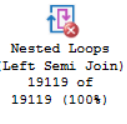 Nested Loops
(Left Semi Join)
19119 of
19119 (100%)